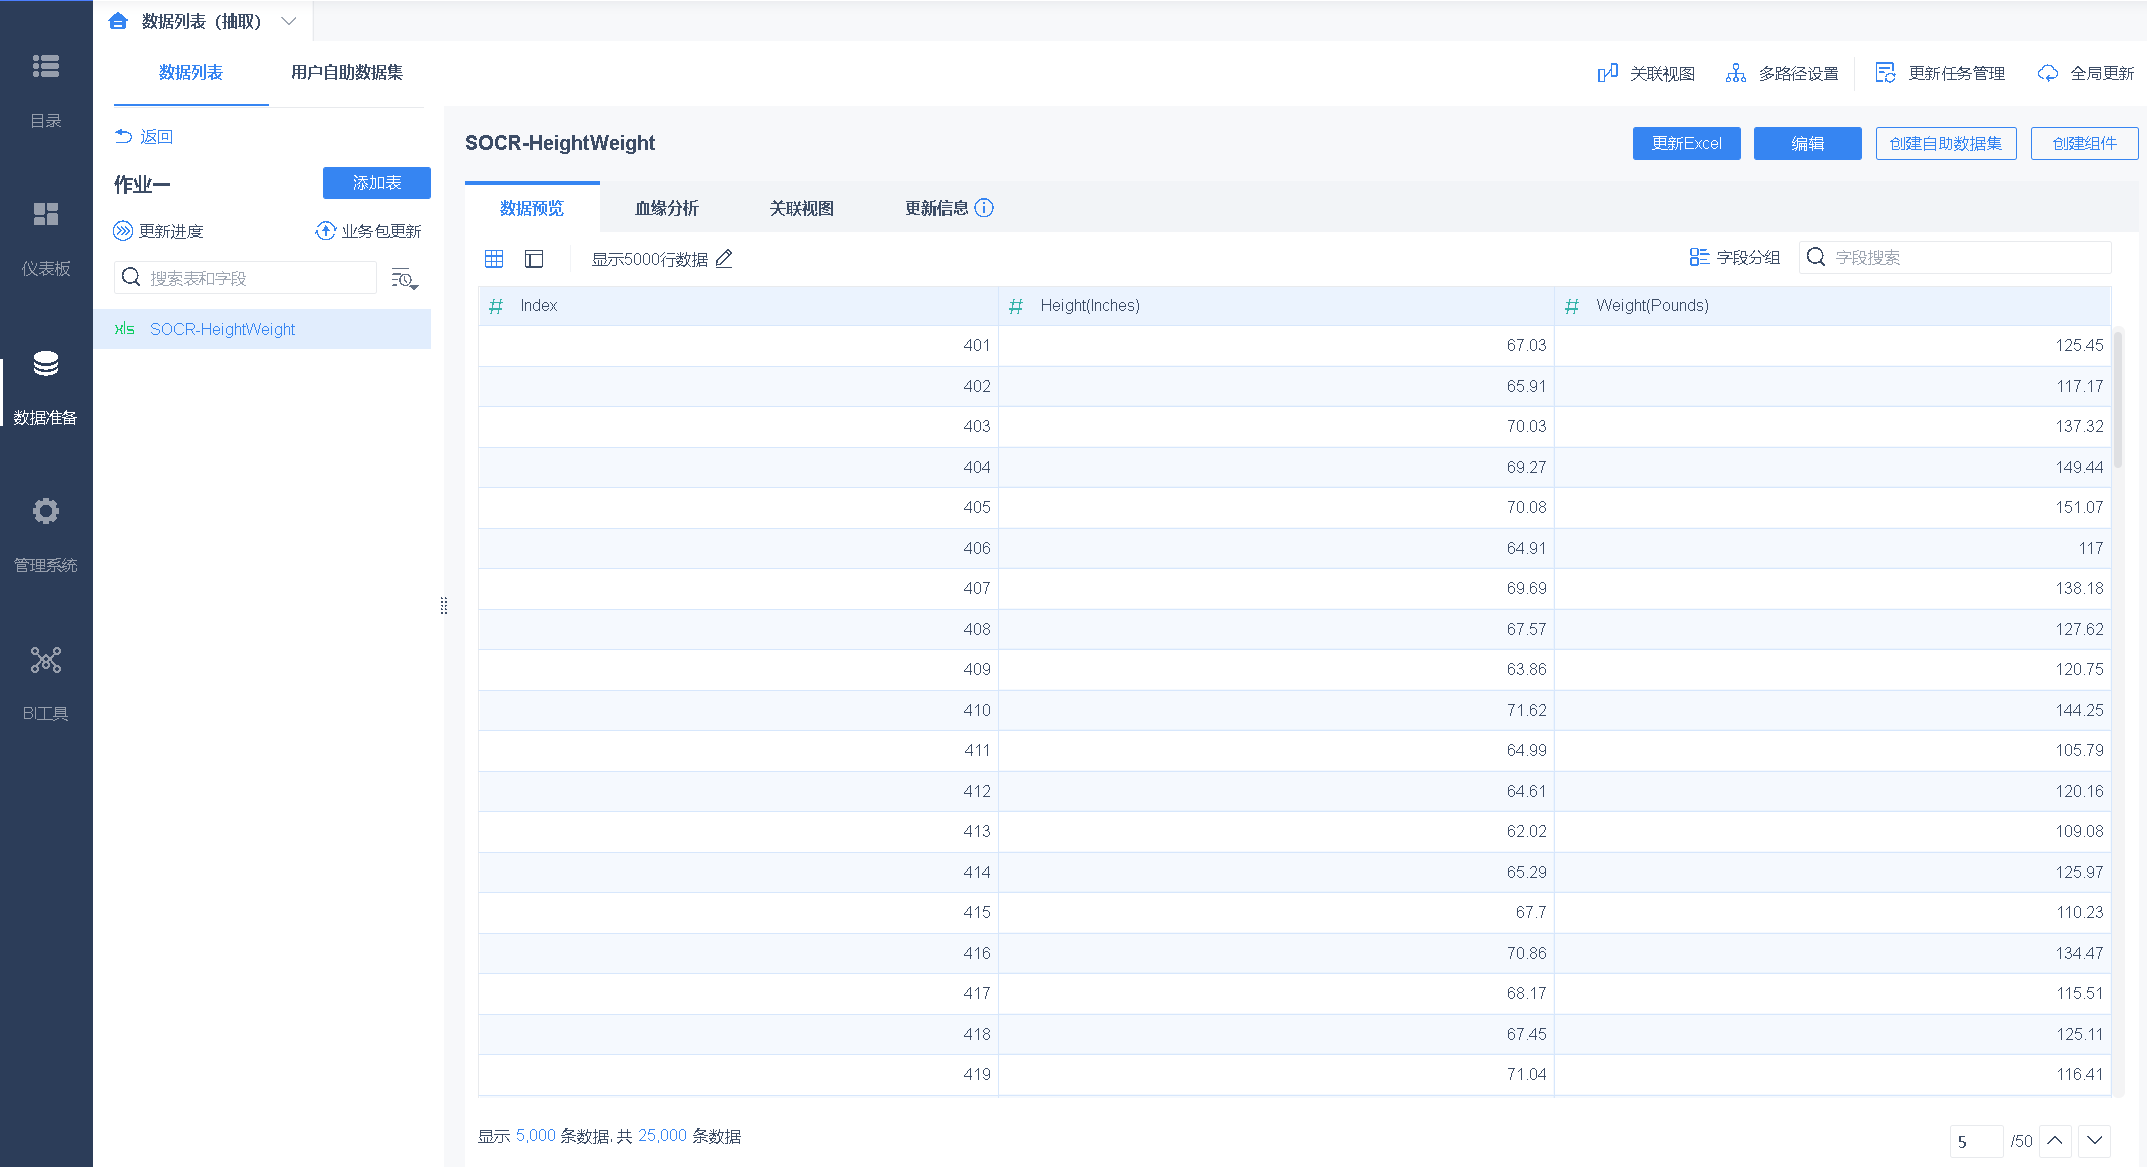 数据列表（抽取）
目录
仪表板
数据准备
管理系统
BI工具
数据列表 用户自助数据集
关联视图 多路径设置 更新任务管理 全局更新
返回
作业一 添加表
更新进度 业务包更新
搜索表和字段
xls SOCR-HeightWeight
SOCR-HeightWeight
更新Excel 编辑 创建自助数据集 创建组件
数据预览 血缘分析 关联视图 更新信息
显示5000行数据 字段分组 字段搜索
# Index # Height(Inches) # Weight(Pounds)
401 67.03 125.45
402 65.91 117.17
403 70.03 137.32
404 69.27 149.44
405 70.08 151.07
406 64.91 117
407 69.69 138.18
408 67.57 127.62
409 63.86 120.75
410 71.62 144.25
411 64.99 105.79
412 64.61 120.16
413 62.02 109.08
414 65.29 125.97
415 67.7 110.23
416 70.86 134.47
417 68.17 115.51
418 67.45 125.11
419 71.04 116.41
显示 5,000 条数据, 共 25,000 条数据
5 /50